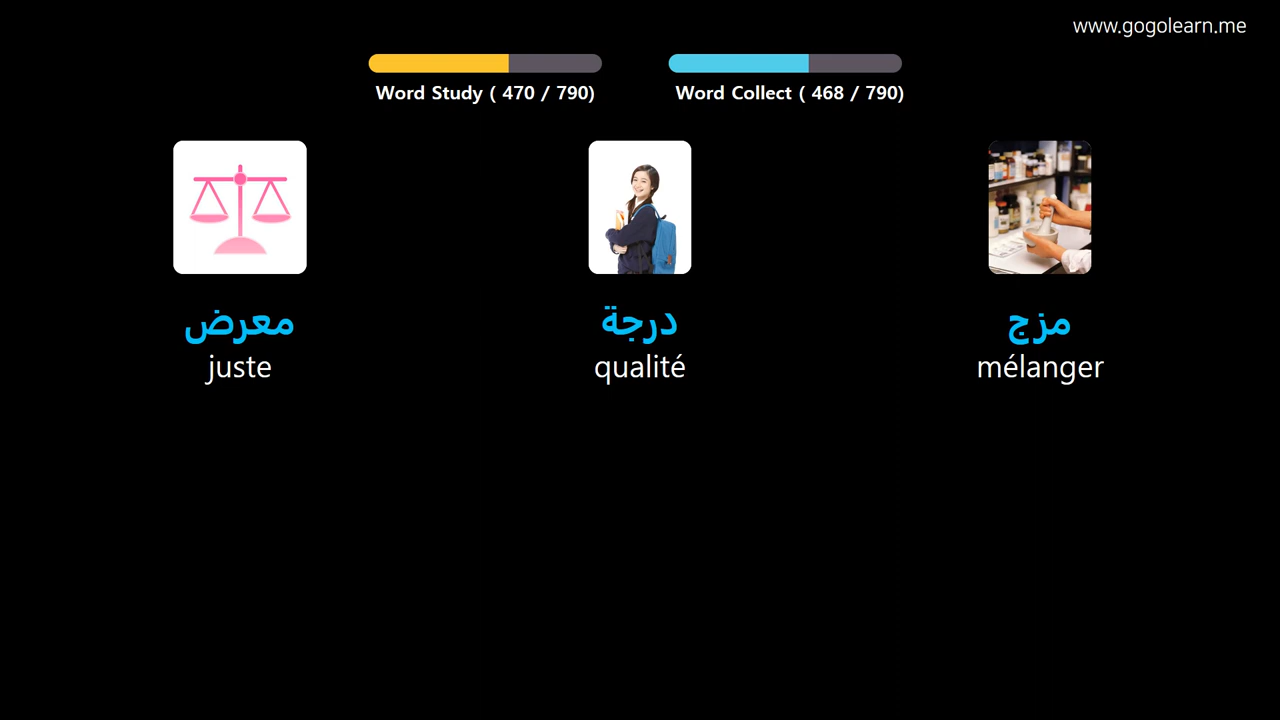 www.gogolearn.me
Word Study ( 470 / 790)
Word Collect ( 468 / 790)
معرض
juste
درجة
qualité
مزج
mélanger